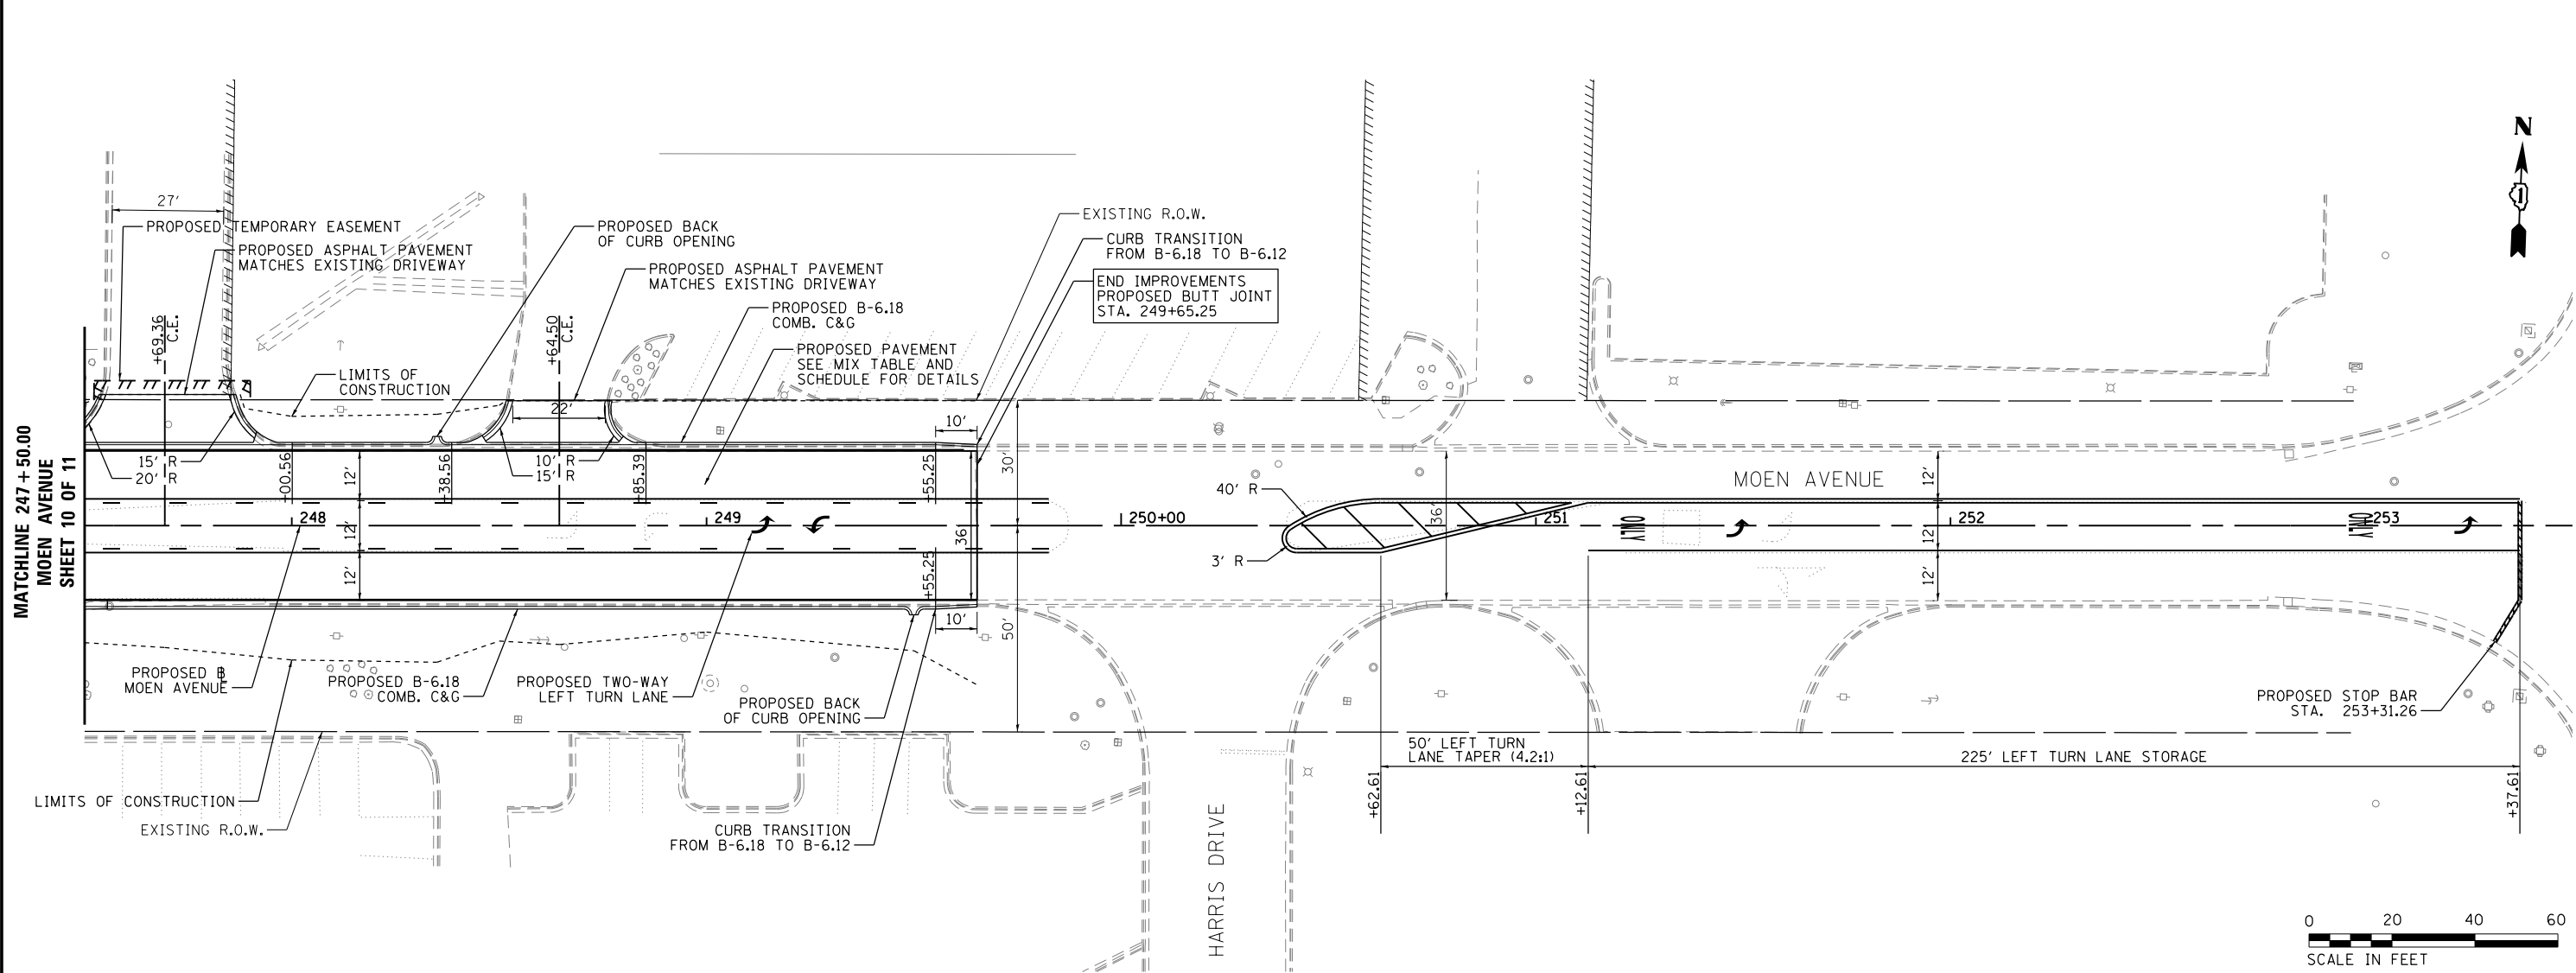 MATCHLINE 247+50.00
MOEN AVENUE
SHEET 10 OF 11
27'
PROPOSED TEMPORARY EASEMENT
PROPOSED ASPHALT PAVEMENT
MATCHES EXISTING DRIVEWAY
+69.36
C.E.
LIMITS OF
CONSTRUCTION
PROPOSED BACK
OF CURB OPENING
PROPOSED ASPHALT PAVEMENT
MATCHES EXISTING DRIVEWAY
+64.50
C.E.
22'
PROPOSED B-6.18
COMB. C&G
PROPOSED PAVEMENT
SEE MIX TABLE AND
SCHEDULE FOR DETAILS
EXISTING R.O.W.
CURB TRANSITION
FROM B-6.18 TO B-6.12
END IMPROVEMENTS
PROPOSED BUTT JOINT
STA. 249+65.25
N
1
15' R
20' R
+00.56
12'
+38.56
10' R
15' R
+85.39
10'
+55.25
30'
40' R
36'
MOEN AVENUE
12'
248
12'
249
36'
250+00
251
ONLY
252
12'
ONLY
253
12'
+55.25
10'
50'
3' R
12'
PROPOSED B
MOEN AVENUE
PROPOSED B-6.18
COMB. C&G
PROPOSED TWO-WAY
LEFT TURN LANE
PROPOSED BACK
OF CURB OPENING
PROPOSED STOP BAR
STA. 253+31.26
50' LEFT TURN
LANE TAPER (4.2:1)
225' LEFT TURN LANE STORAGE
+62.61
+12.61
+37.61
LIMITS OF CONSTRUCTION
EXISTING R.O.W.
CURB TRANSITION
FROM B-6.18 TO B-6.12
HARRIS DRIVE
0 20 40 60
SCALE IN FEET